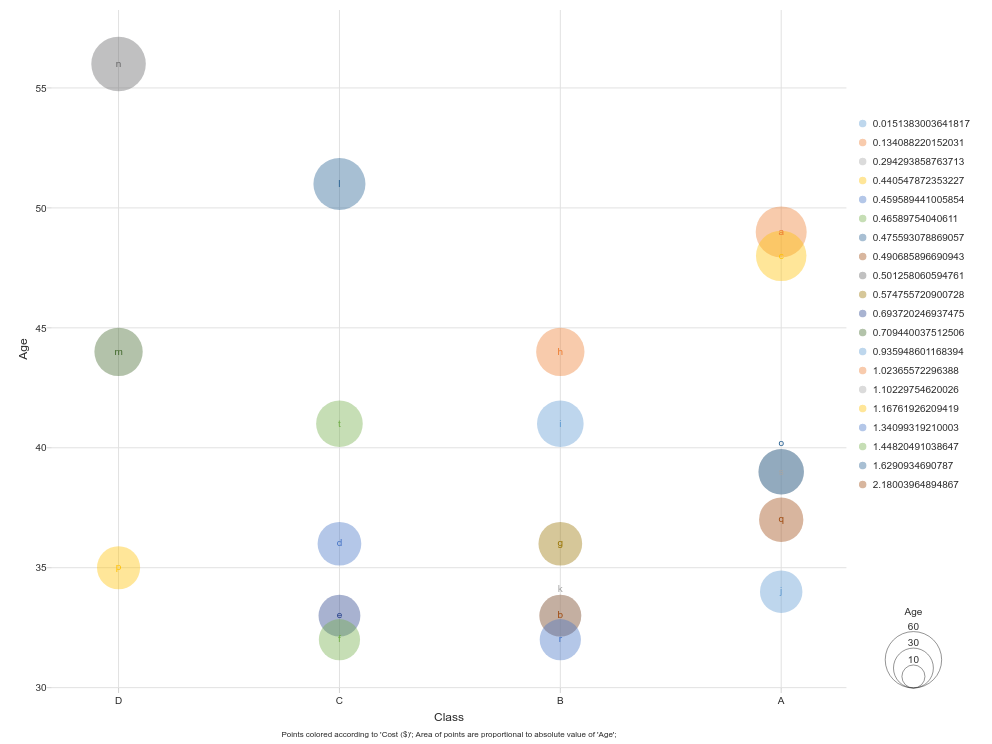 n
55
l
50
a
45
m
h
t
i
40
o
q
d
g
35
p
k
j
e
b
f
r
30
D
C
B
A
Age
Class
Points colored according to 'Cost ($)'; Area of points are proportional to absolute value of 'Age';
0.0151383003641817
0.134088220152031
0.294293858763713
0.440547872353227
0.459589441005854
0.46589754040611
0.475593078869057
0.490685896690943
0.501258060594761
0.574755720900728
0.693720246937475
0.709440037512506
0.935948601168394
1.02365572296388
1.10229754620026
1.16761926209419
1.34099319210003
1.44820491038647
1.6290934690787
2.18003964894867
Age
60
30
10